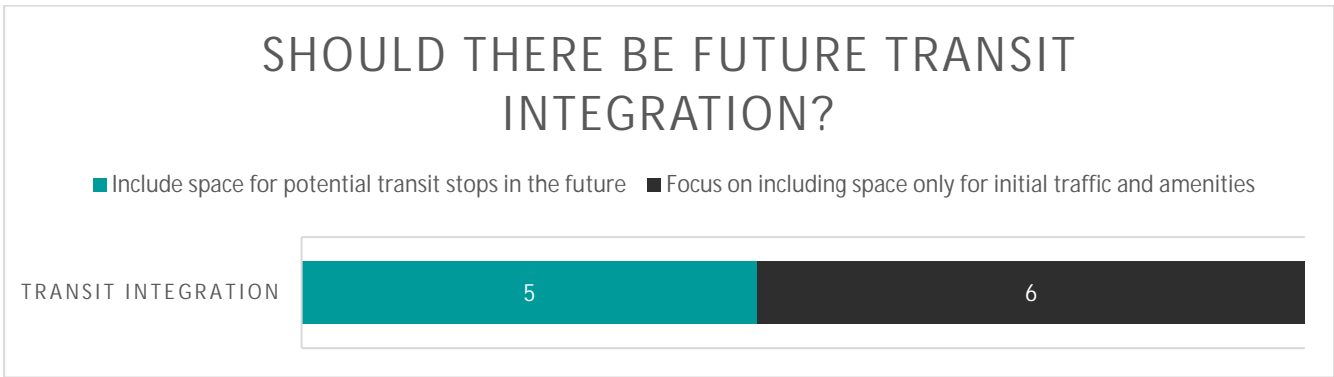 SHOULD THERE BE FUTURE TRANSIT
INTEGRATION?
Include space for potential transit stops in the future Focus on including space only for initial traffic and amenities
TRANSIT INTEGRATION 5 6